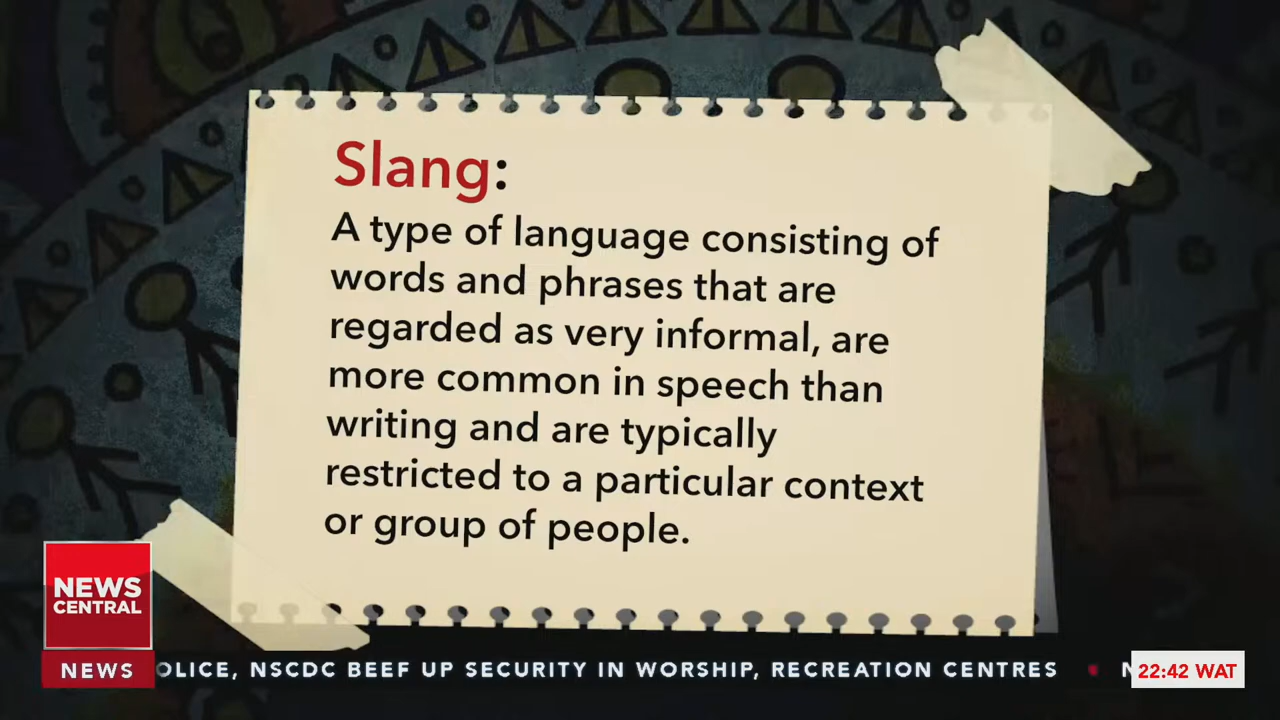 Slang:
A type of language consisting of
words and phrases that are
regarded as very informal, are
more common in speech than
writing and are typically
restricted to a particular context
or group of people.
NEWS
CENTRAL
NEWS
OLICE, NSCDC BEEF UP SECURITY IN WORSHIP, RECREATION CENTRES • N
22:42 WAT